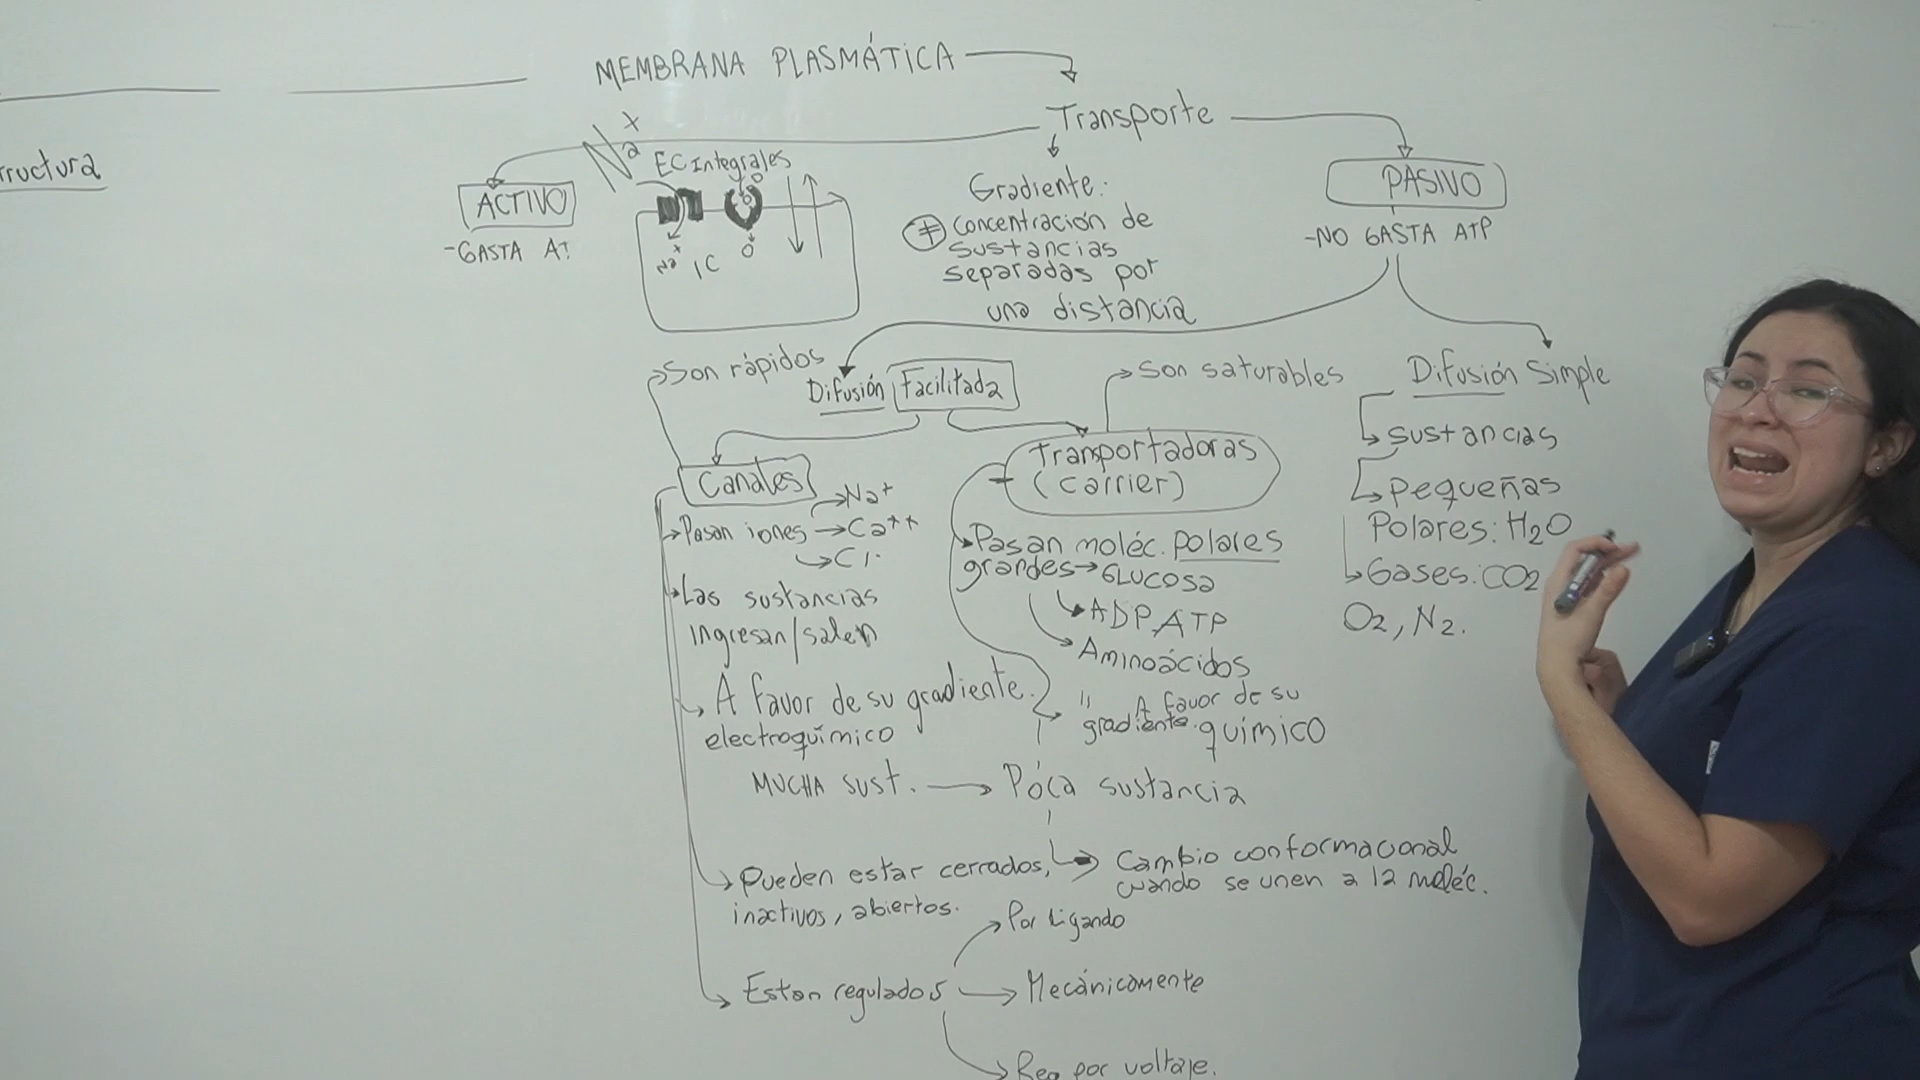 MEMBRANA PLASMÁTICA
Transporte
ructura
ACTIVO
-GASTA AT
Na+
EC Integrales
Na+
IC
Gradiente:
≠ concentración de
sustancias
separadas por
una distancia
PASIVO
-NO GASTA ATP
Difusión Facilitada
Son rápidos
Canales
Pasan iones → Na+
→ Ca++
→ Cl-
Las sustancias
ingresan/salen
A favor de su gradiente
electroquímico
MUCHA sust. → Poca sustancia
Pueden estar cerrados,
inactivos, abiertos.
Estan regulados
Por Ligando
Mecánicamente
Reg por voltaje.
Son saturables
Transportadoras
(carrier)
Pasan moléc. polares
grandes → GLUCOSA
ADP, ATP
Aminoácidos
" A favor de su
gradiente químico
Cambio conformacional
cuando se unen a la moléc.
Difusión Simple
sustancias
pequeñas
Polares: H2O
Gases: CO2
O2, N2.